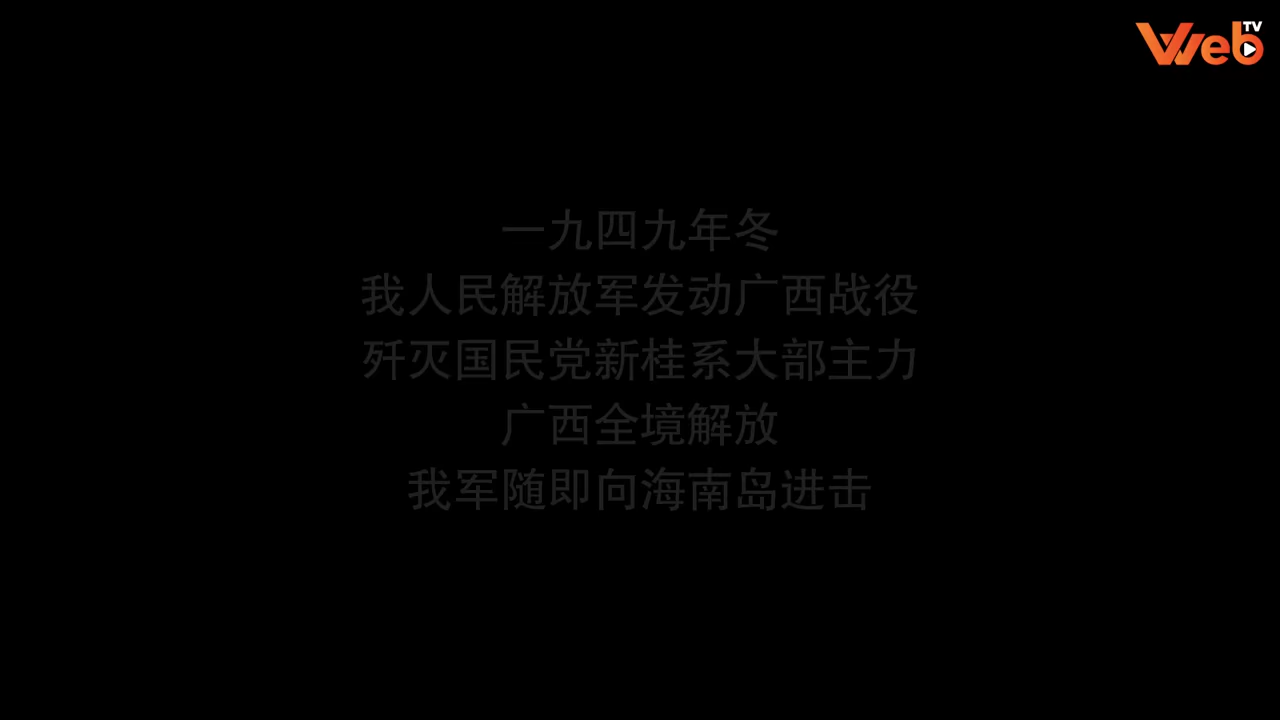 Web TV
一九四九年冬
我人民解放军发动广西战役
歼灭国民党新桂系大部主力
广西全境解放
我军随即向海南岛进击